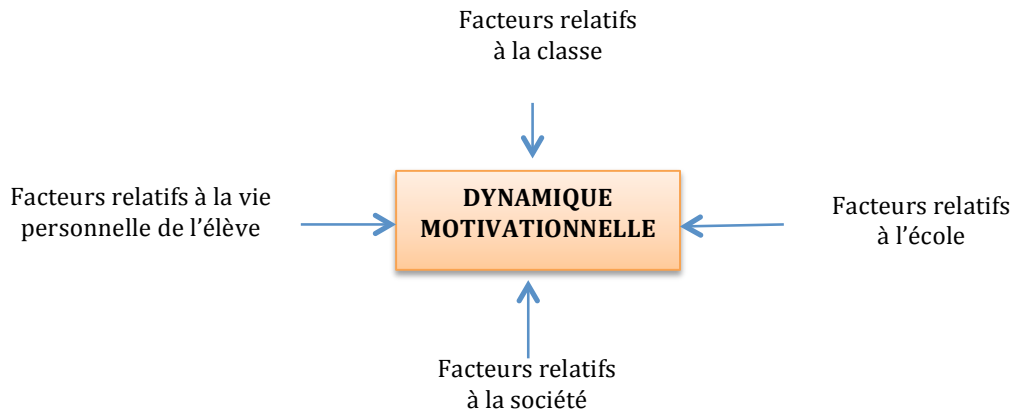 Facteurs relatifs
à la classe
Facteurs relatifs à la vie
personnelle de l’élève
DYNAMIQUE
MOTIVATIONNELLE
Facteurs relatifs
à l’école
Facteurs relatifs
à la société